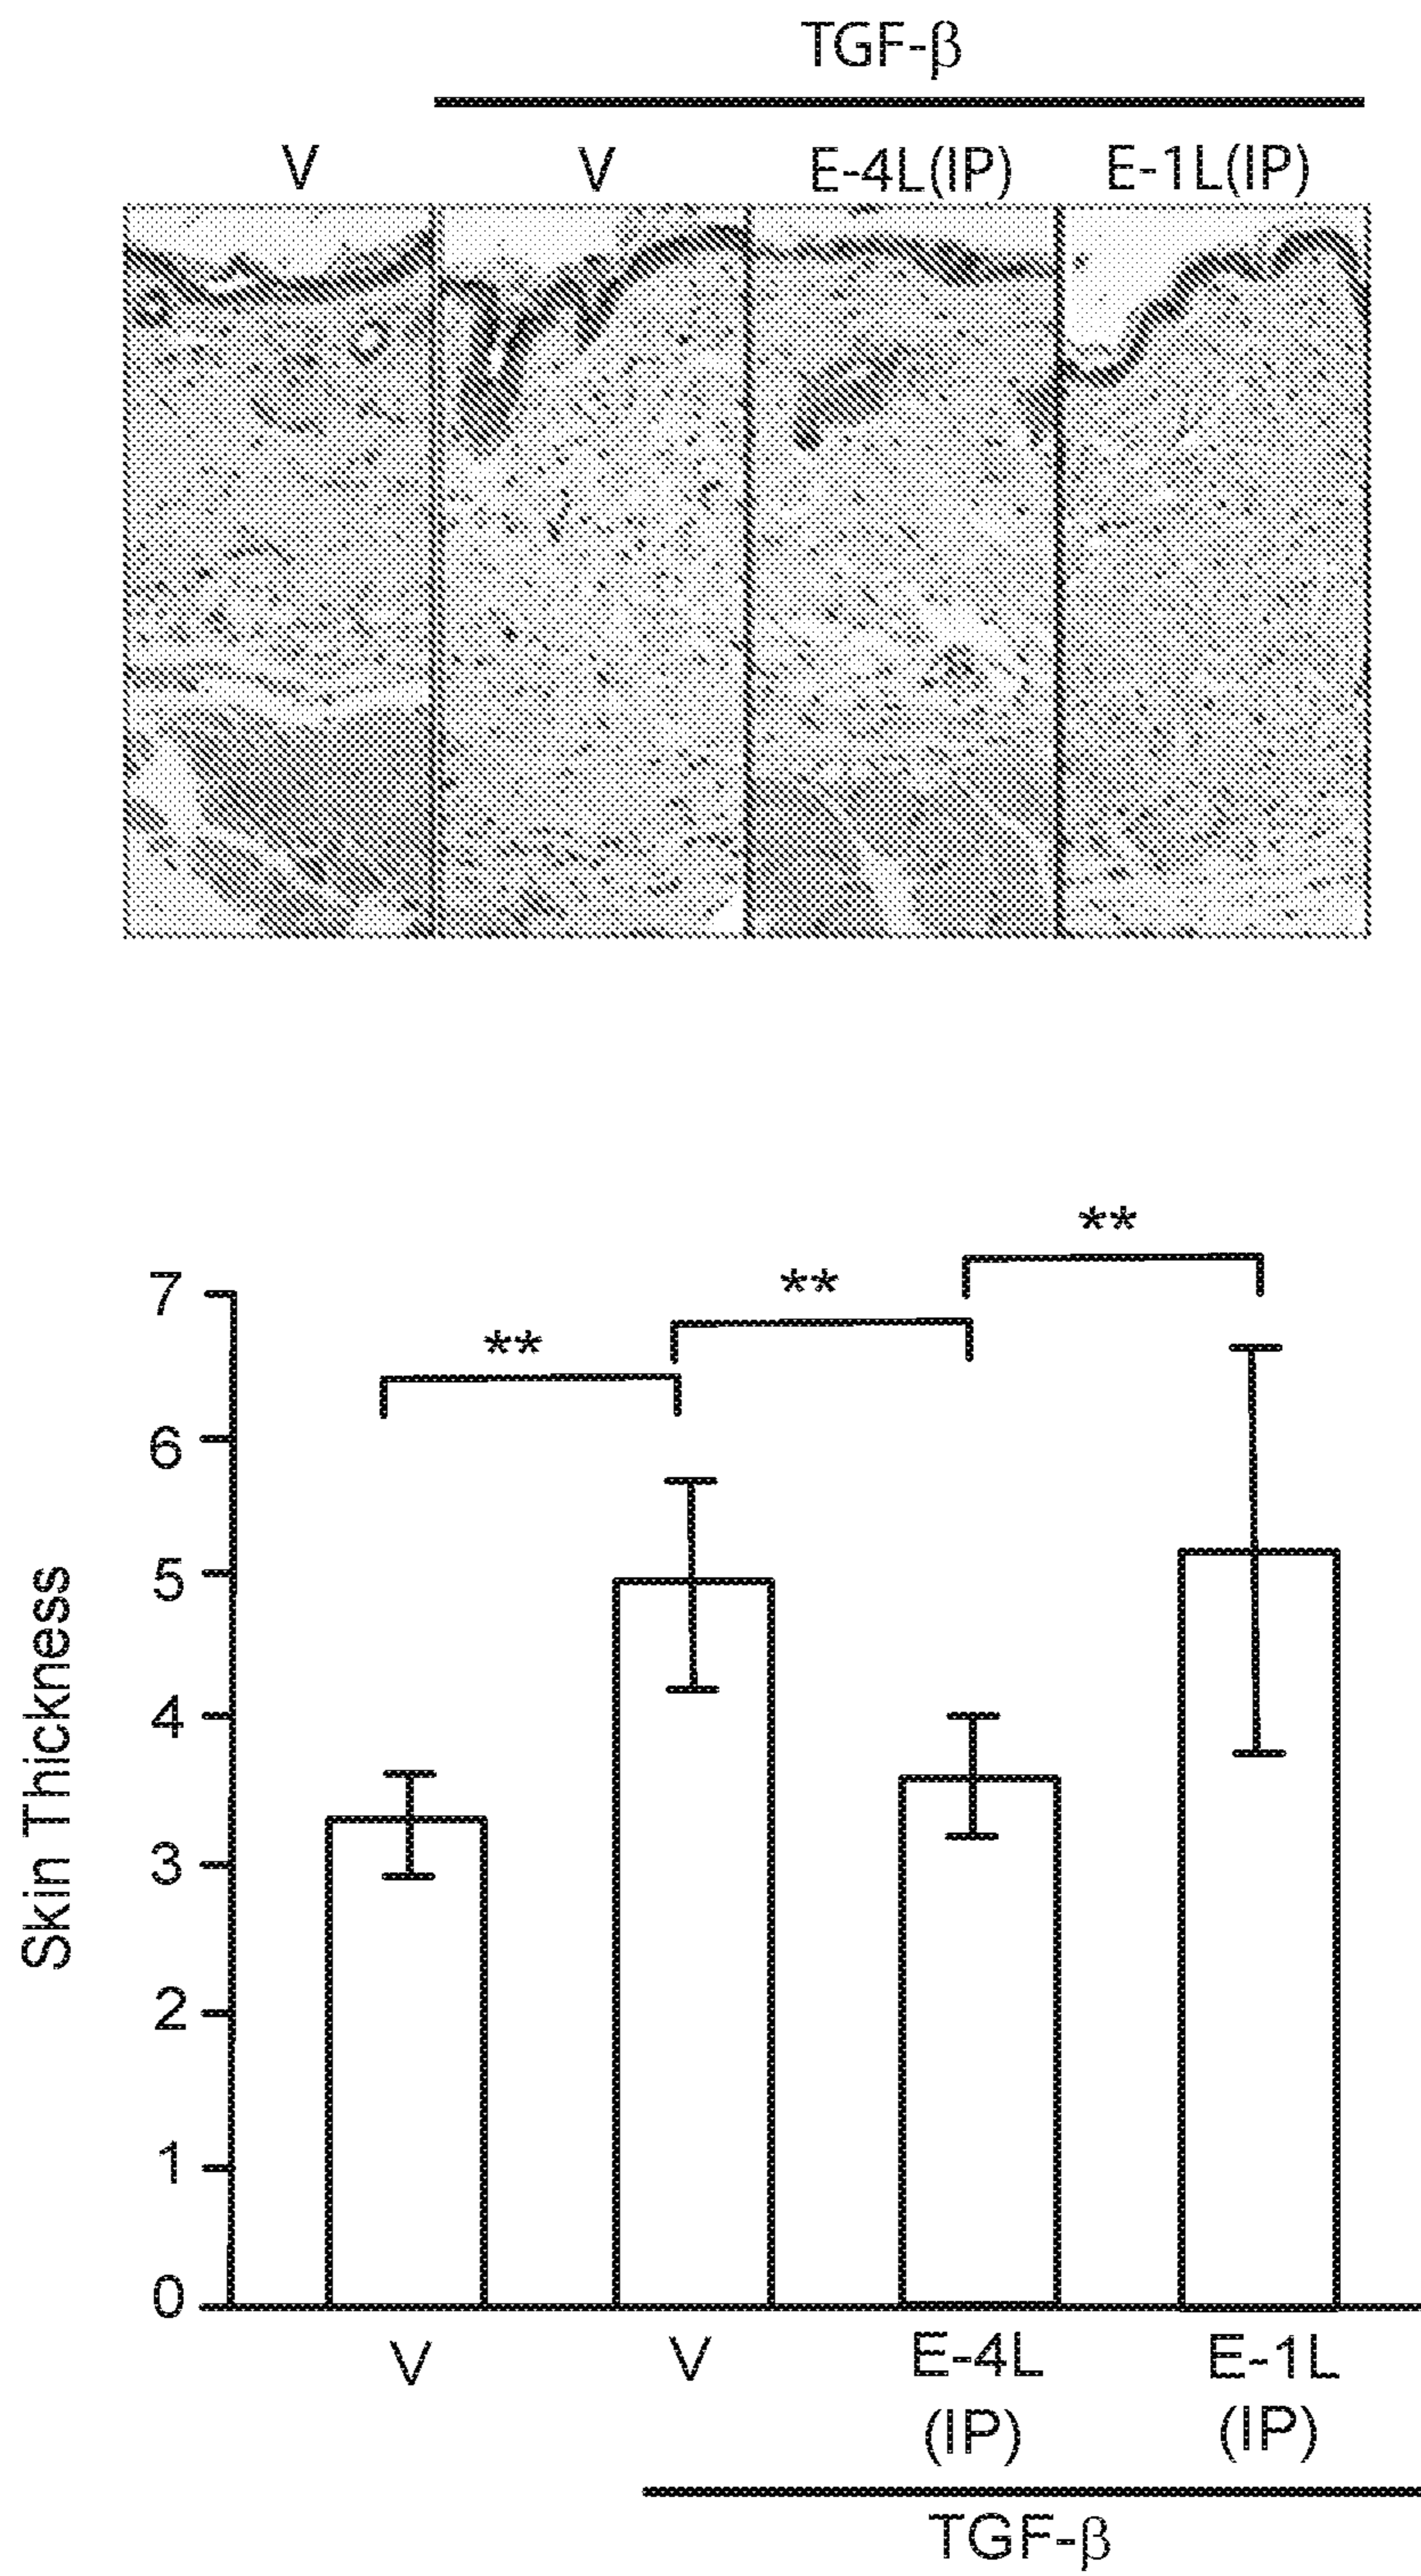 TGF-β
V V E-4L(IP) E-1L(IP)
**
**
**
7
6
5
4
3
2
1
0
Skin Thickness
V V E-4L E-1L
(IP) (IP)
TGF-β